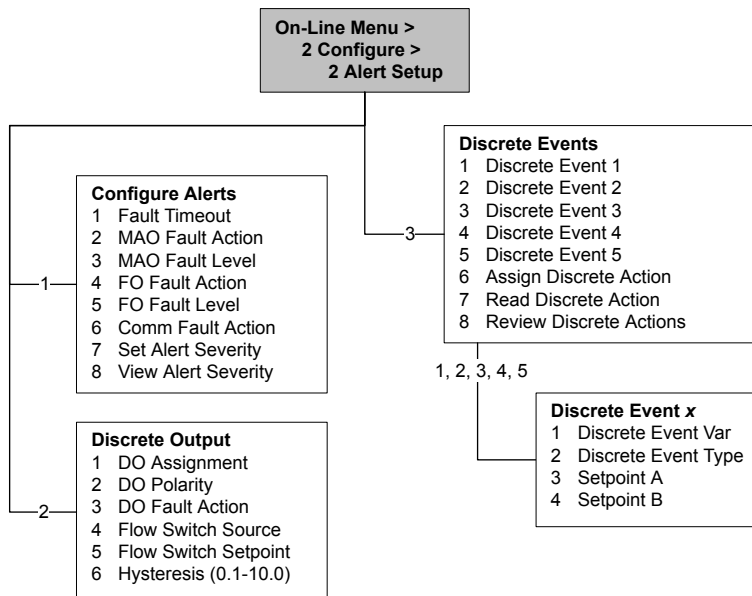 On-Line Menu >
2 Configure >
2 Alert Setup
Configure Alerts
1 Fault Timeout
2 MAO Fault Action
3 MAO Fault Level
4 FO Fault Action
5 FO Fault Level
6 Comm Fault Action
7 Set Alert Severity
8 View Alert Severity
1
Discrete Output
1 DO Assignment
2 DO Polarity
3 DO Fault Action
4 Flow Switch Source
5 Flow Switch Setpoint
6 Hysteresis (0.1-10.0)
2
Discrete Events
1 Discrete Event 1
2 Discrete Event 2
3 Discrete Event 3
4 Discrete Event 4
5 Discrete Event 5
6 Assign Discrete Action
7 Read Discrete Action
8 Review Discrete Actions
3
1, 2, 3, 4, 5
Discrete Event x
1 Discrete Event Var
2 Discrete Event Type
3 Setpoint A
4 Setpoint B